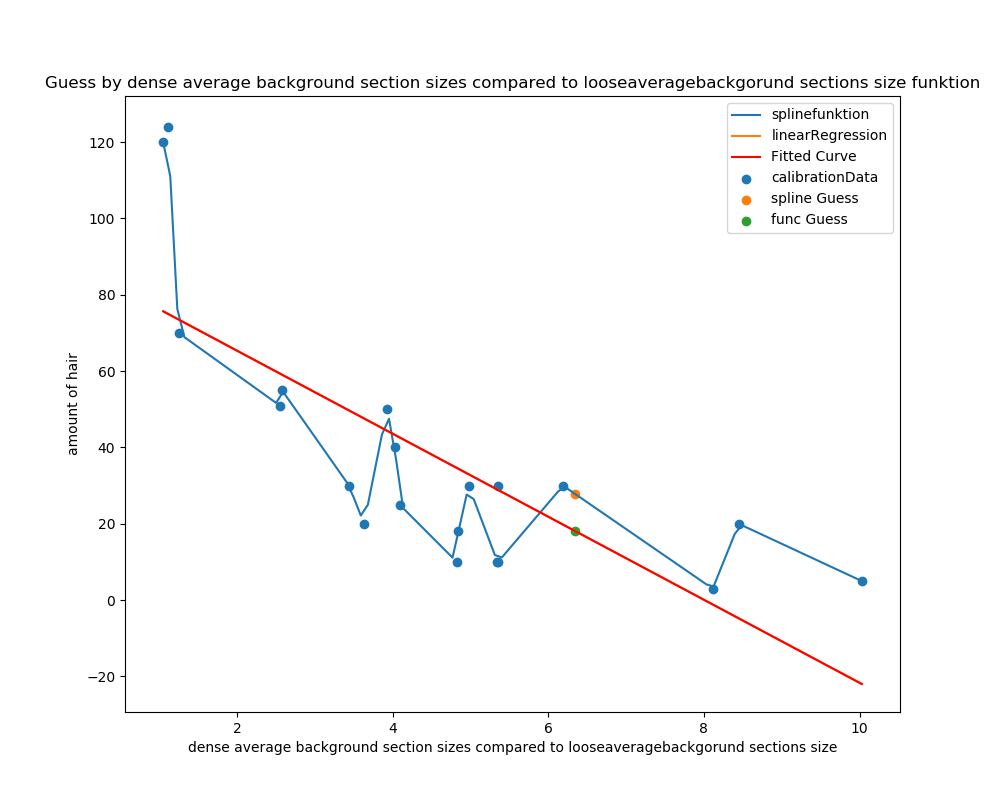 Guess by dense average background section sizes compared to looseaveragebackgorund sections size funktion
splinefunktion
linearRegression
Fitted Curve
calibrationData
spline Guess
func Guess
amount of hair
120
100
80
60
40
20
0
−20
2 4 6 8 10
dense average background section sizes compared to looseaveragebackgorund sections size